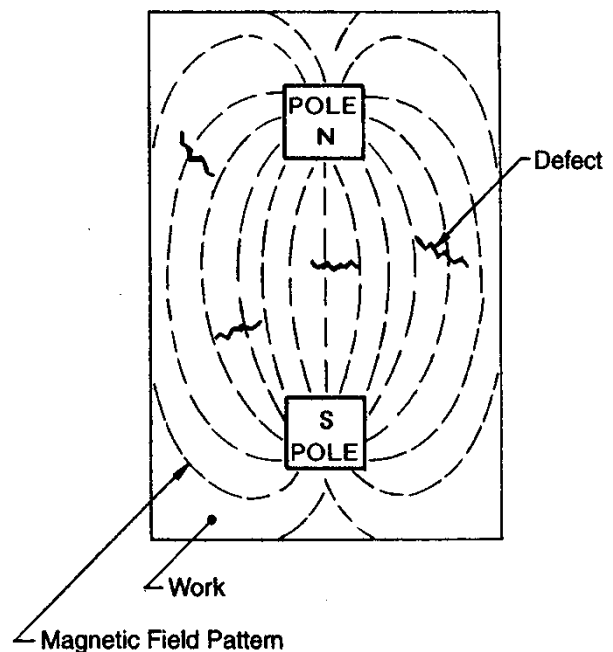 POLE
N
Defect
S
POLE
Work
Magnetic Field Pattern